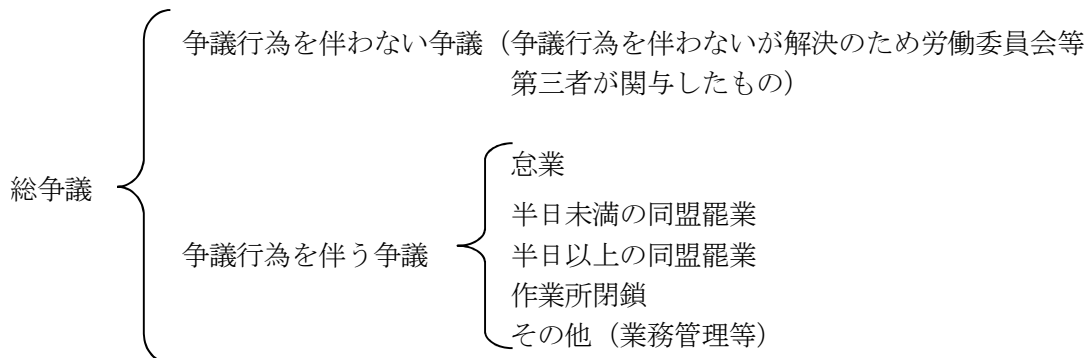 争議行為を伴わない争議（争議行為を伴わないが解決のため労働委員会等
第三者が関与したもの）
総争議
争議行為を伴う争議
怠業
半日未満の同盟罷業
半日以上の同盟罷業
作業所閉鎖
その他（業務管理等）